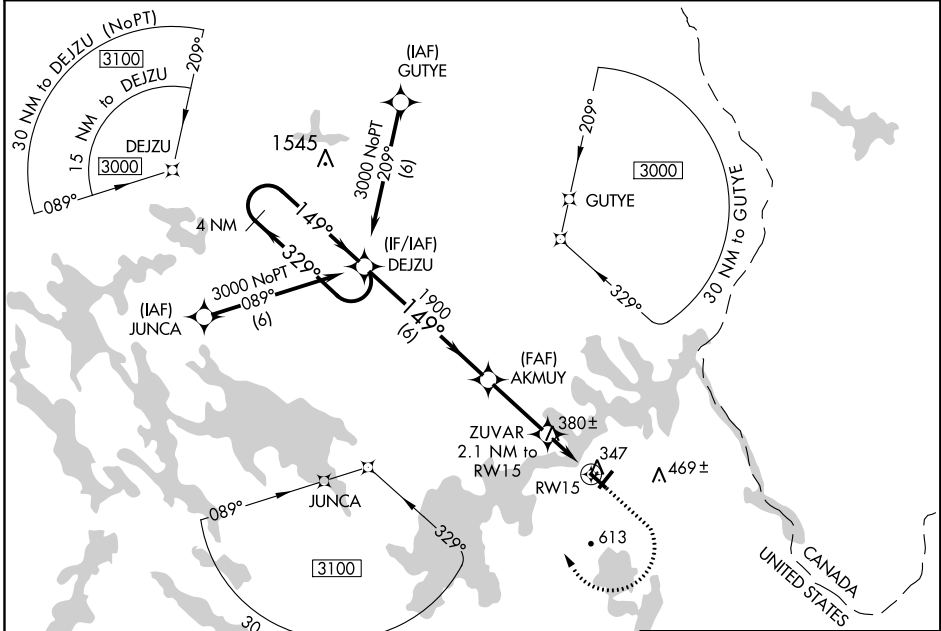 30 NM to DEJZU (NoPT)
3100
209°
15 NM to DEJZU
DEJZU
3000
089°
(IAF)
GUTYE
1545
3000 NoPT
209°
(6)
209°
3000
GUTYE
30 NM to GUTYE
329°
4 NM
149°
329°
(IF/IAF)
DEJZU
3000 NoPT
089°
(6)
(IAF)
JUNCA
1900
149°
(6)
(FAF)
AKMUY
ZUVAR
2.1 NM to
RW15
380±
347
RW15
469±
613
089°
JUNCA
329°
3100
30
CANADA
UNITED STATES